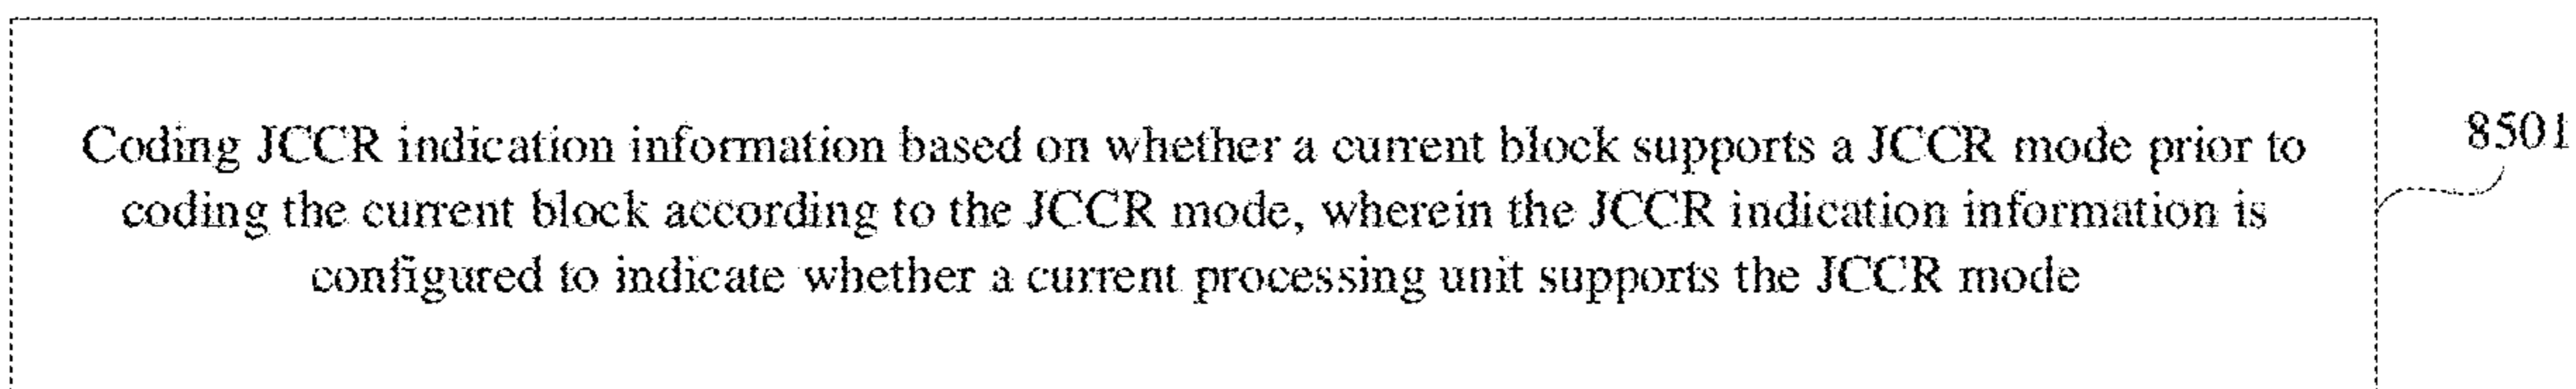 Coding JCCR indication information based on whether a current block supports a JCCR mode prior to
coding the current block according to the JCCR mode, wherein the JCCR indication information is
configured to indicate whether a current processing unit supports the JCCR mode
8501